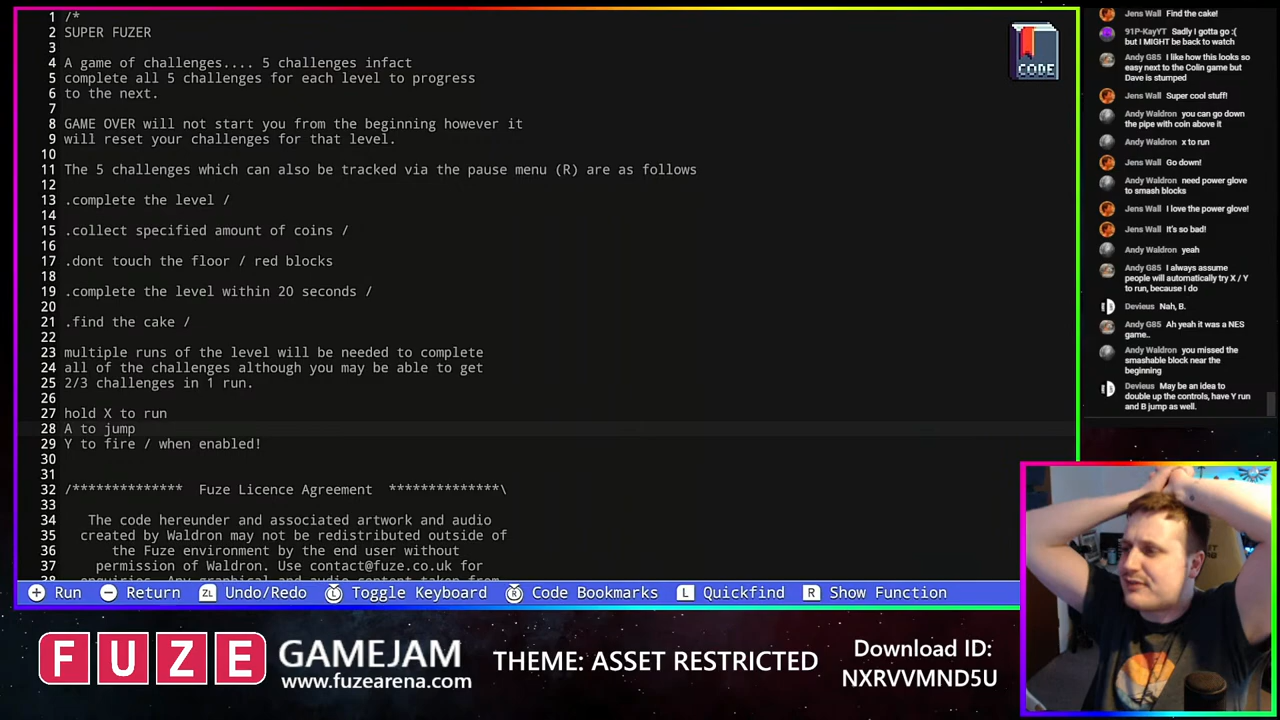 1 /*
2 SUPER FUZER
3
4 A game of challenges.... 5 challenges infact
5 complete all 5 challenges for each level to progress
6 to the next.
7
8 GAME OVER will not start you from the beginning however it
9 will reset your challenges for that level.
10
11 The 5 challenges which can also be tracked via the pause menu (R) are as follows
12
13 .complete the level /
14
15 .collect specified amount of coins /
16
17 .dont touch the floor / red blocks
18
19 .complete the level within 20 seconds /
20
21 .find the cake /
22
23 multiple runs of the level will be needed to complete
24 all of the challenges although you may be able to get
25 2/3 challenges in 1 run.
26
27 hold X to run
28 A to jump
29 Y to fire / when enabled!
30
31
32 /************** Fuze Licence Agreement **************\
33
34 The code hereunder and associated artwork and audio
35 created by Waldron may not be redistributed outside of
36 the Fuze environment by the end user without
37 permission of Waldron. Use contact@fuze.co.uk for
38 enquiries. Any graphical and audio content taken from
CODE
+ Run - Return ZL Undo/Redo L Toggle Keyboard R Code Bookmarks L Quickfind R Show Function
Jens Wall Find the cake!
91P-KayYT Sadly I gotta go :(
but I MIGHT be back to watch
Andy G85 I like how this looks so
easy next to the Colin game but
Dave is stumped
Jens Wall Super cool stuff!
Andy Waldron you can go down
the pipe with coin above it
Andy Waldron x to run
Jens Wall Go down!
Andy Waldron need power glove
to smash blocks
Jens Wall I love the power glove!
Jens Wall It's so bad!
Andy Waldron yeah
Andy G85 I always assume
people will automatically try X / Y
to run, because I do
Devieus Nah, B.
Andy G85 Ah yeah it was a NES
game..
Andy Waldron you missed the
smashable block near the
beginning
Devieus May be an idea to
double up the controls, have Y run
and B jump as well.
FUZE GAMEJAM
www.fuzearena.com
THEME: ASSET RESTRICTED
Download ID:
NXRVVMND5U